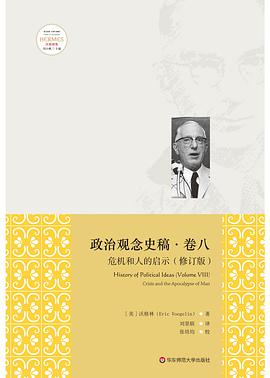 HERMES
政治观念史稿·卷八
危机和人的启示（修订版）
History of Political Ideas (Volume VIII)
Crisis and the Apocalypse of Man
［美］沃格林（Eric Voegelin） 著
刘景联 译
张培均 校
华东师范大学出版社